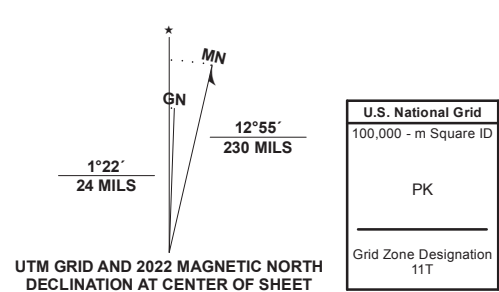 ★
MN
GN
12°55´
230 MILS
1°22´
24 MILS
UTM GRID AND 2022 MAGNETIC NORTH
DECLINATION AT CENTER OF SHEET
U.S. National Grid
100,000 - m Square ID
PK
Grid Zone Designation
11T